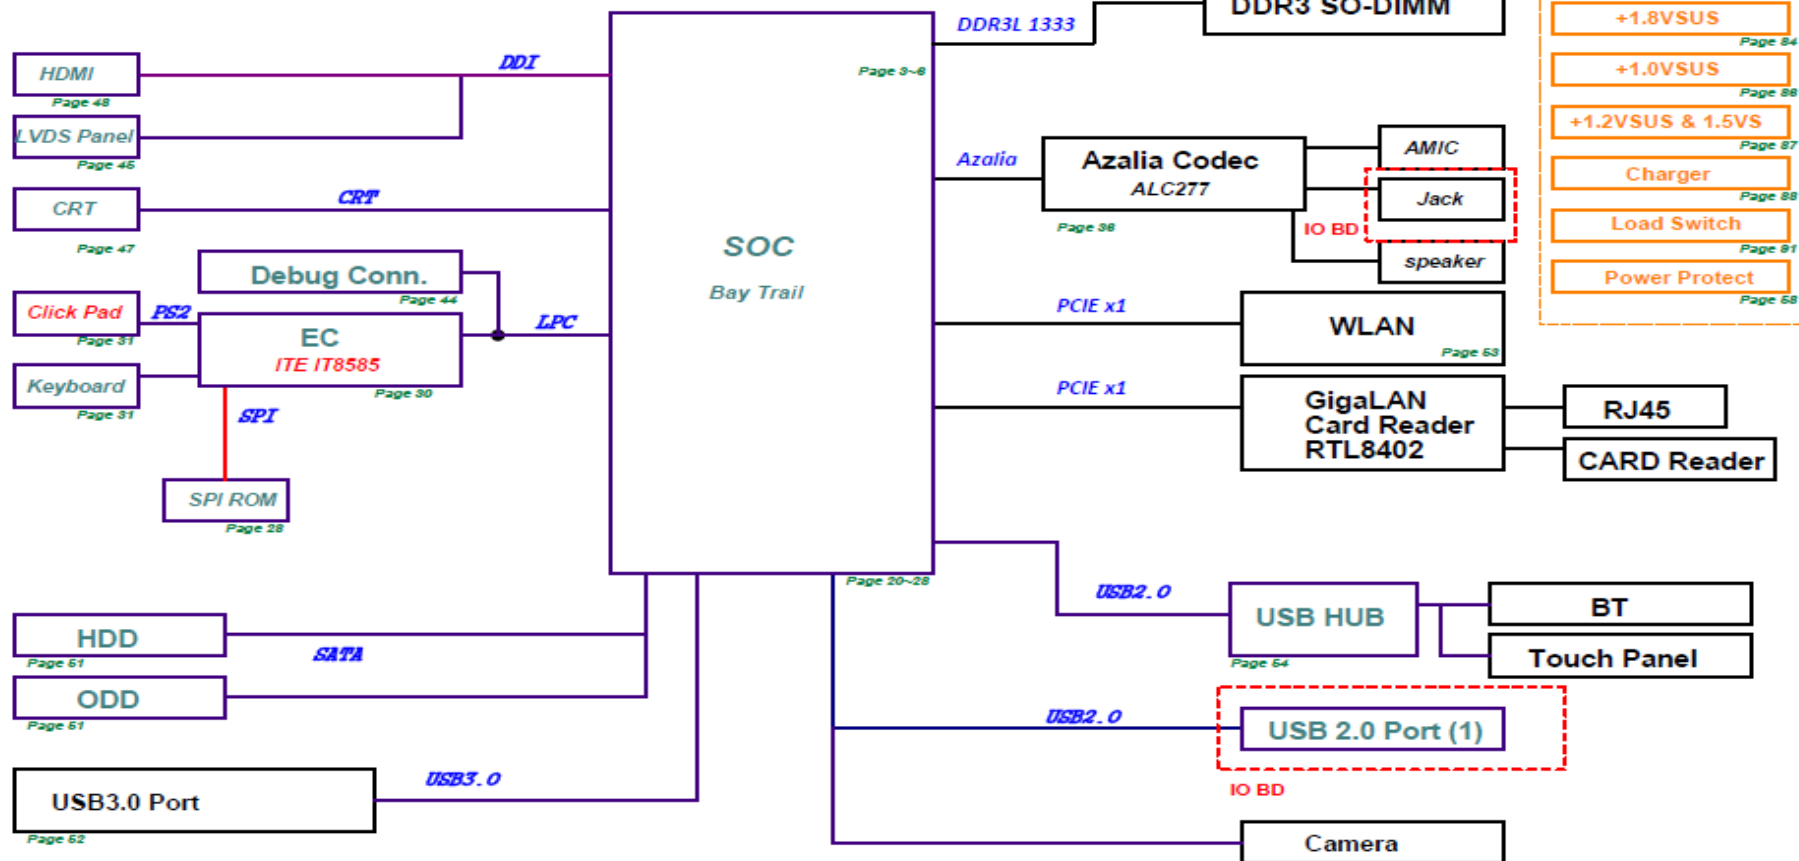 DDR3L 1333
DDR3 SO-DIMM
Page 3~6
HDMI
Page 48
DDI
LVDS Panel
Page 45
CRT
Page 47
CRT
Debug Conn.
Page 44
Click Pad
Page 31
PS2
EC
ITE IT8585
Page 30
LPC
Keyboard
Page 31
SPI
SPI ROM
Page 28
SOC
Bay Trail
Page 20~28
Azalia
Azalia Codec
ALC277
Page 36
AMIC
Jack
IO BD
speaker
PCIE x1
WLAN
Page 53
PCIE x1
GigaLAN
Card Reader
RTL8402
RJ45
CARD Reader
HDD
Page 51
SATA
ODD
Page 51
USB3.0 Port
Page 52
USB3.0
USB2.0
USB HUB
Page 54
BT
Touch Panel
USB2.0
USB 2.0 Port (1)
IO BD
Camera
+1.8VSUS
Page 84
+1.0VSUS
Page 86
+1.2VSUS & 1.5VS
Page 87
Charger
Page 88
Load Switch
Page 91
Power Protect
Page 58